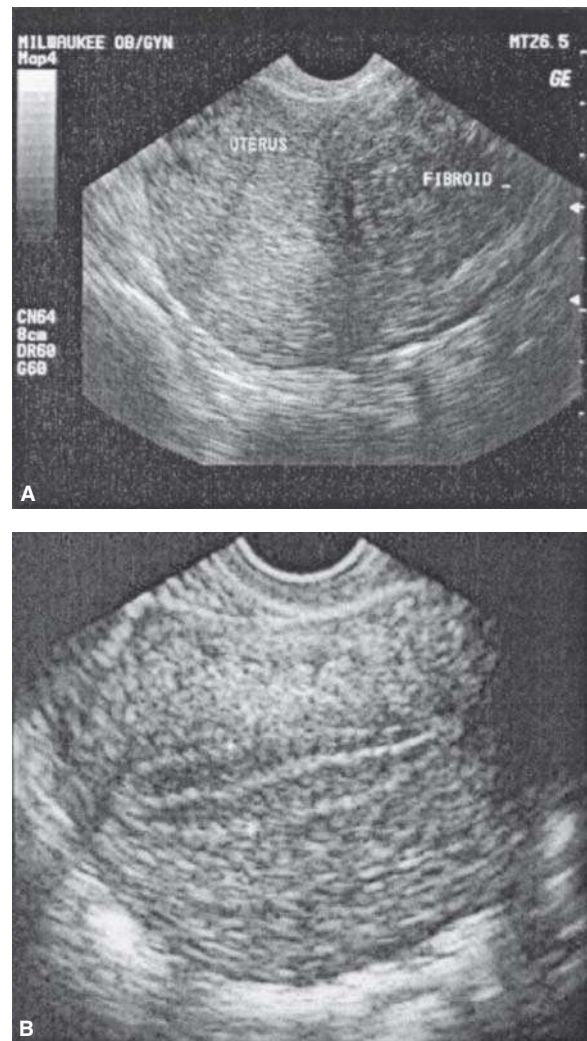 MILWAUKEE OB/GYN
Map4
MTZ6.5
GE
UTERUS
FIBROID
CN64
8cm
DR60
G60
A
B